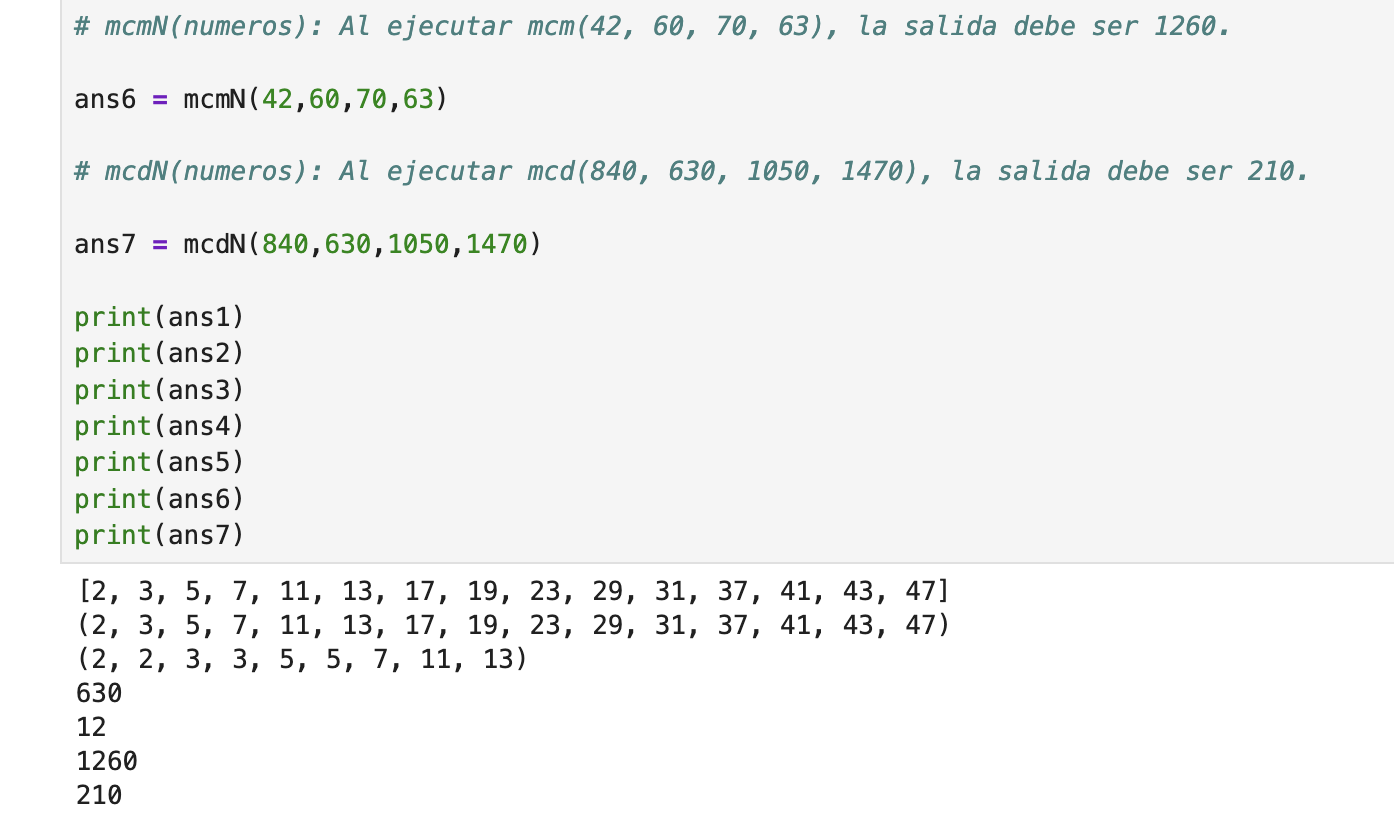 # mcmN(numeros): Al ejecutar mcm(42, 60, 70, 63), la salida debe ser 1260.
ans6 = mcmN(42,60,70,63)
# mcdN(numeros): Al ejecutar mcd(840, 630, 1050, 1470), la salida debe ser 210.
ans7 = mcdN(840,630,1050,1470)
print(ans1)
print(ans2)
print(ans3)
print(ans4)
print(ans5)
print(ans6)
print(ans7)
[2, 3, 5, 7, 11, 13, 17, 19, 23, 29, 31, 37, 41, 43, 47]
(2, 3, 5, 7, 11, 13, 17, 19, 23, 29, 31, 37, 41, 43, 47)
(2, 2, 3, 3, 5, 5, 7, 11, 13)
630
12
1260
210